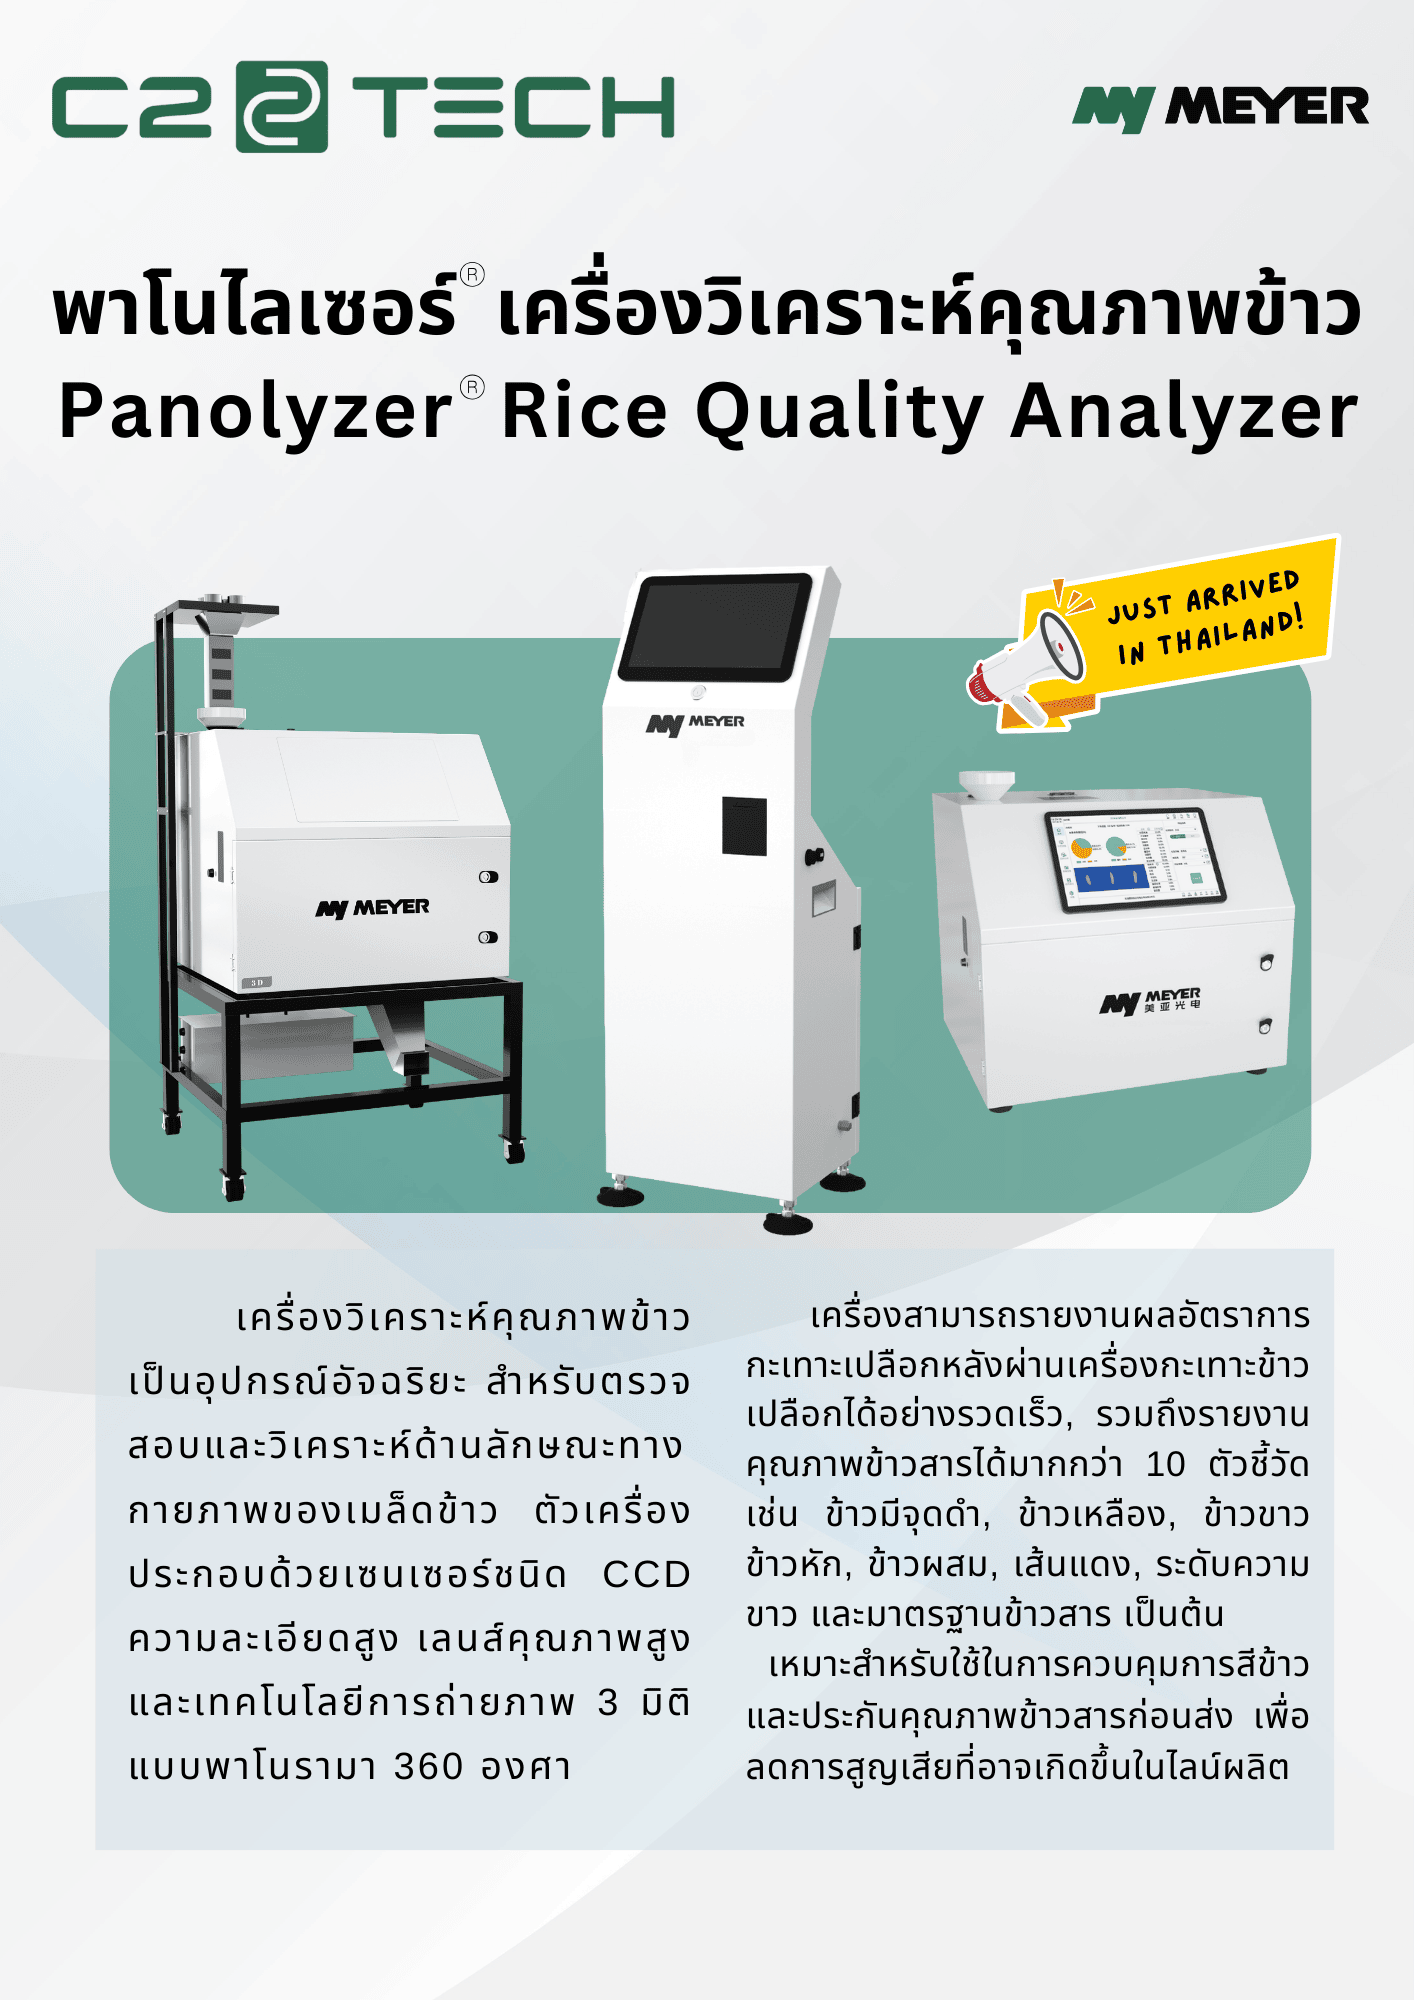 C2 TECH
MEYER
พาโนไลเซอร์® เครื่องวิเคราะห์คุณภาพข้าว
Panolyzer® Rice Quality Analyzer
JUST ARRIVED
IN THAILAND!
MEYER
MEYER
3D
MEYER
美亚光电
เครื่องวิเคราะห์คุณภาพข้าว
เป็นอุปกรณ์อัจฉริยะ สำหรับตรวจ
สอบและวิเคราะห์ด้านลักษณะทาง
กายภาพของเมล็ดข้าว ตัวเครื่อง
ประกอบด้วยเซนเซอร์ชนิด CCD
ความละเอียดสูง เลนส์คุณภาพสูง
และเทคโนโลยีการถ่ายภาพ 3 มิติ
แบบพาโนรามา 360 องศา
เครื่องสามารถรายงานผลอัตราการ
กะเทาะเปลือกหลังผ่านเครื่องกะเทาะข้าว
เปลือกได้อย่างรวดเร็ว, รวมถึงรายงาน
คุณภาพข้าวสารได้มากกว่า 10 ตัวชี้วัด
เช่น ข้าวมีจุดดำ, ข้าวเหลือง, ข้าวขาว
ข้าวหัก, ข้าวผสม, เส้นแดง, ระดับความ
ขาว และมาตรฐานข้าวสาร เป็นต้น
เหมาะสำหรับใช้ในการควบคุมการสีข้าว
และประกันคุณภาพข้าวสารก่อนส่ง เพื่อ
ลดการสูญเสียที่อาจเกิดขึ้นในไลน์ผลิต